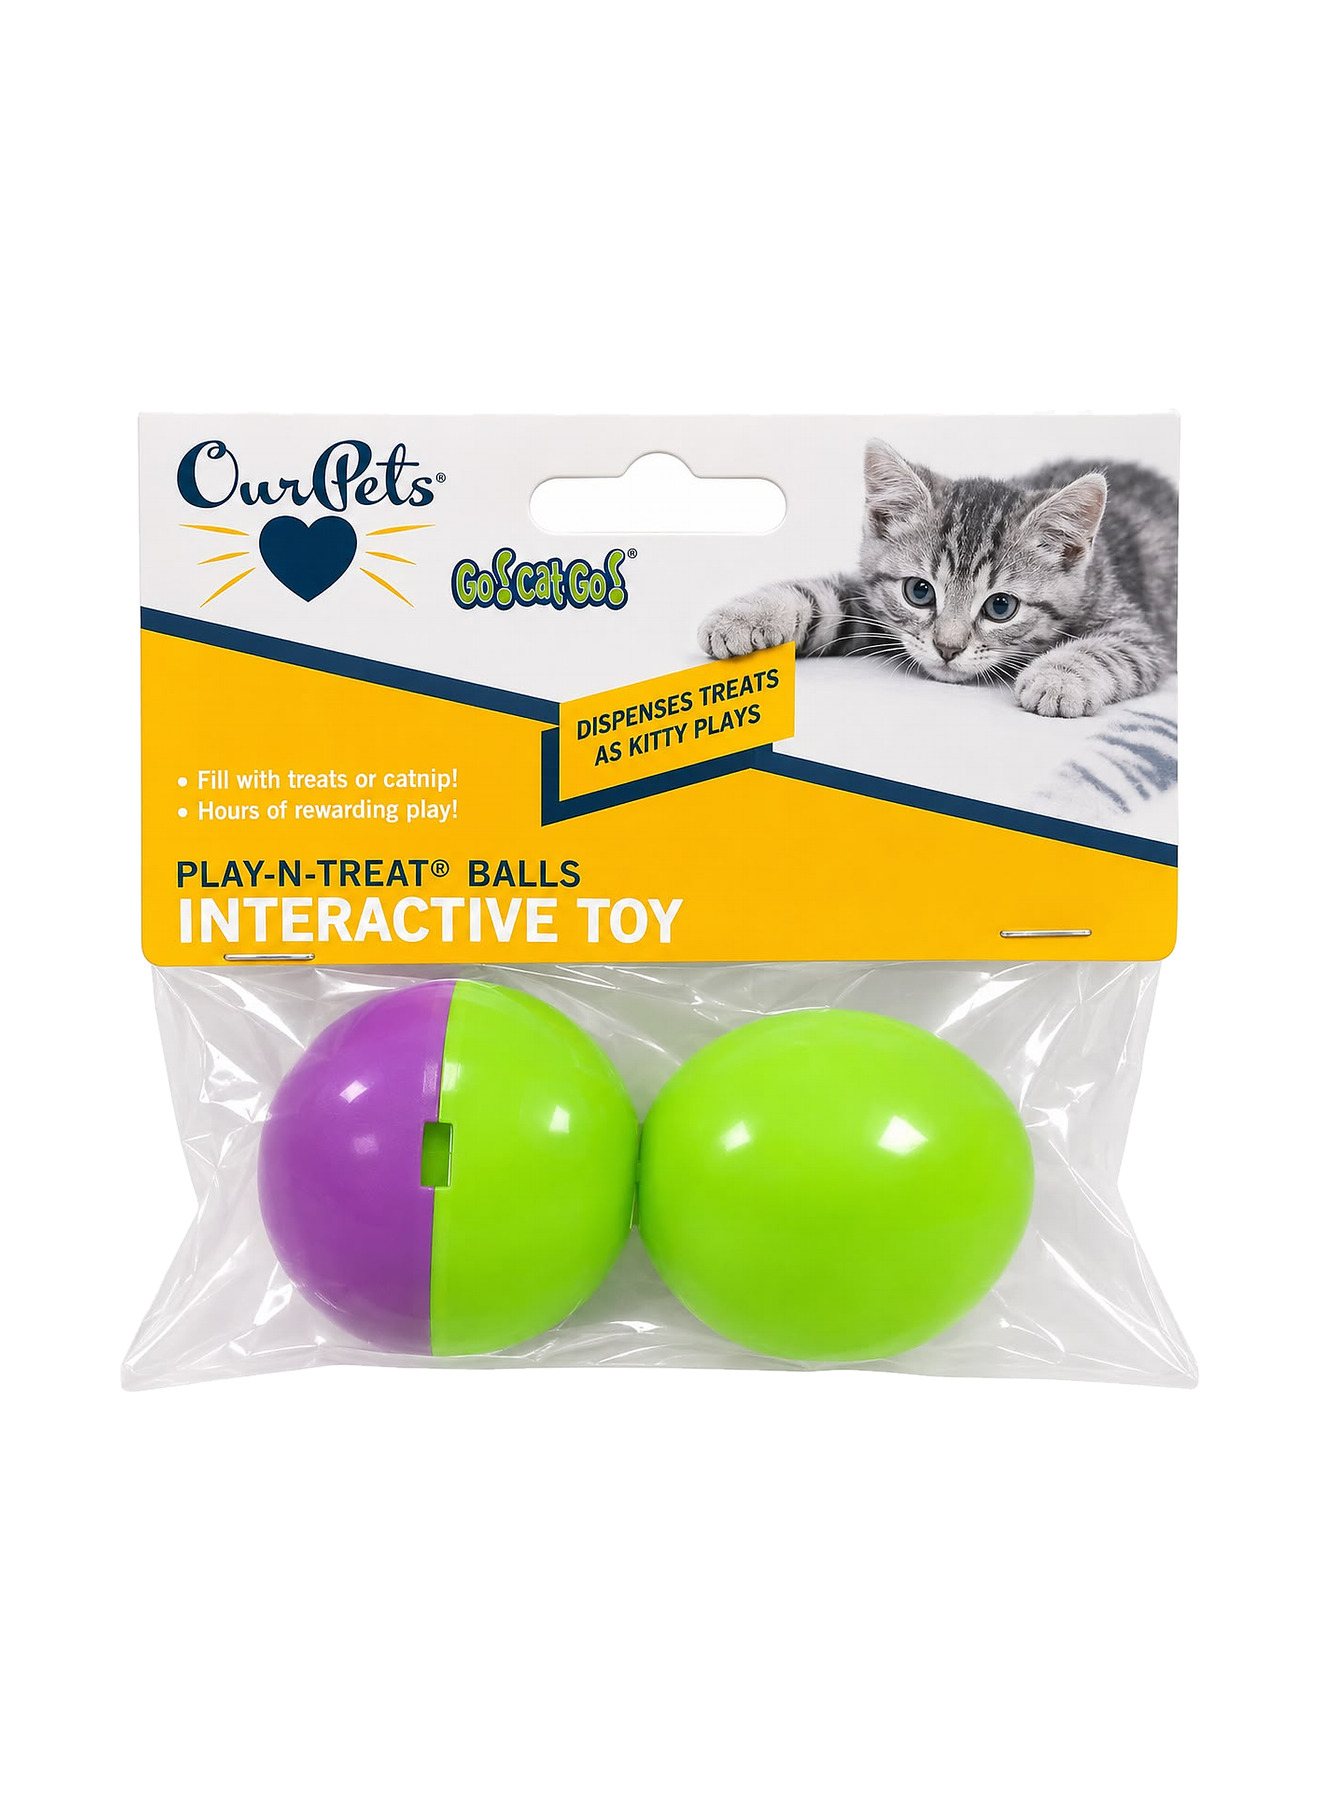 OurPets®
Go! Cat Go!®
DISPENSES TREATS
AS KITTY PLAYS
• Fill with treats or catnip!
• Hours of rewarding play!
PLAY-N-TREAT® BALLS
INTERACTIVE TOY